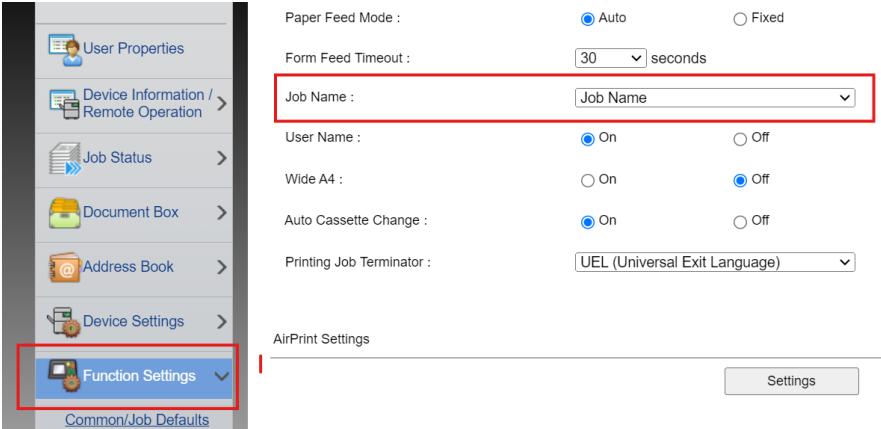 User Properties
Device Information /
Remote Operation
Job Status
Document Box
Address Book
Device Settings
Function Settings
Common/Job Defaults
Paper Feed Mode : Auto Fixed
Form Feed Timeout : 30 seconds
Job Name : Job Name
User Name : On Off
Wide A4 : On Off
Auto Cassette Change : On Off
Printing Job Terminator : UEL (Universal Exit Language)
AirPrint Settings
Settings